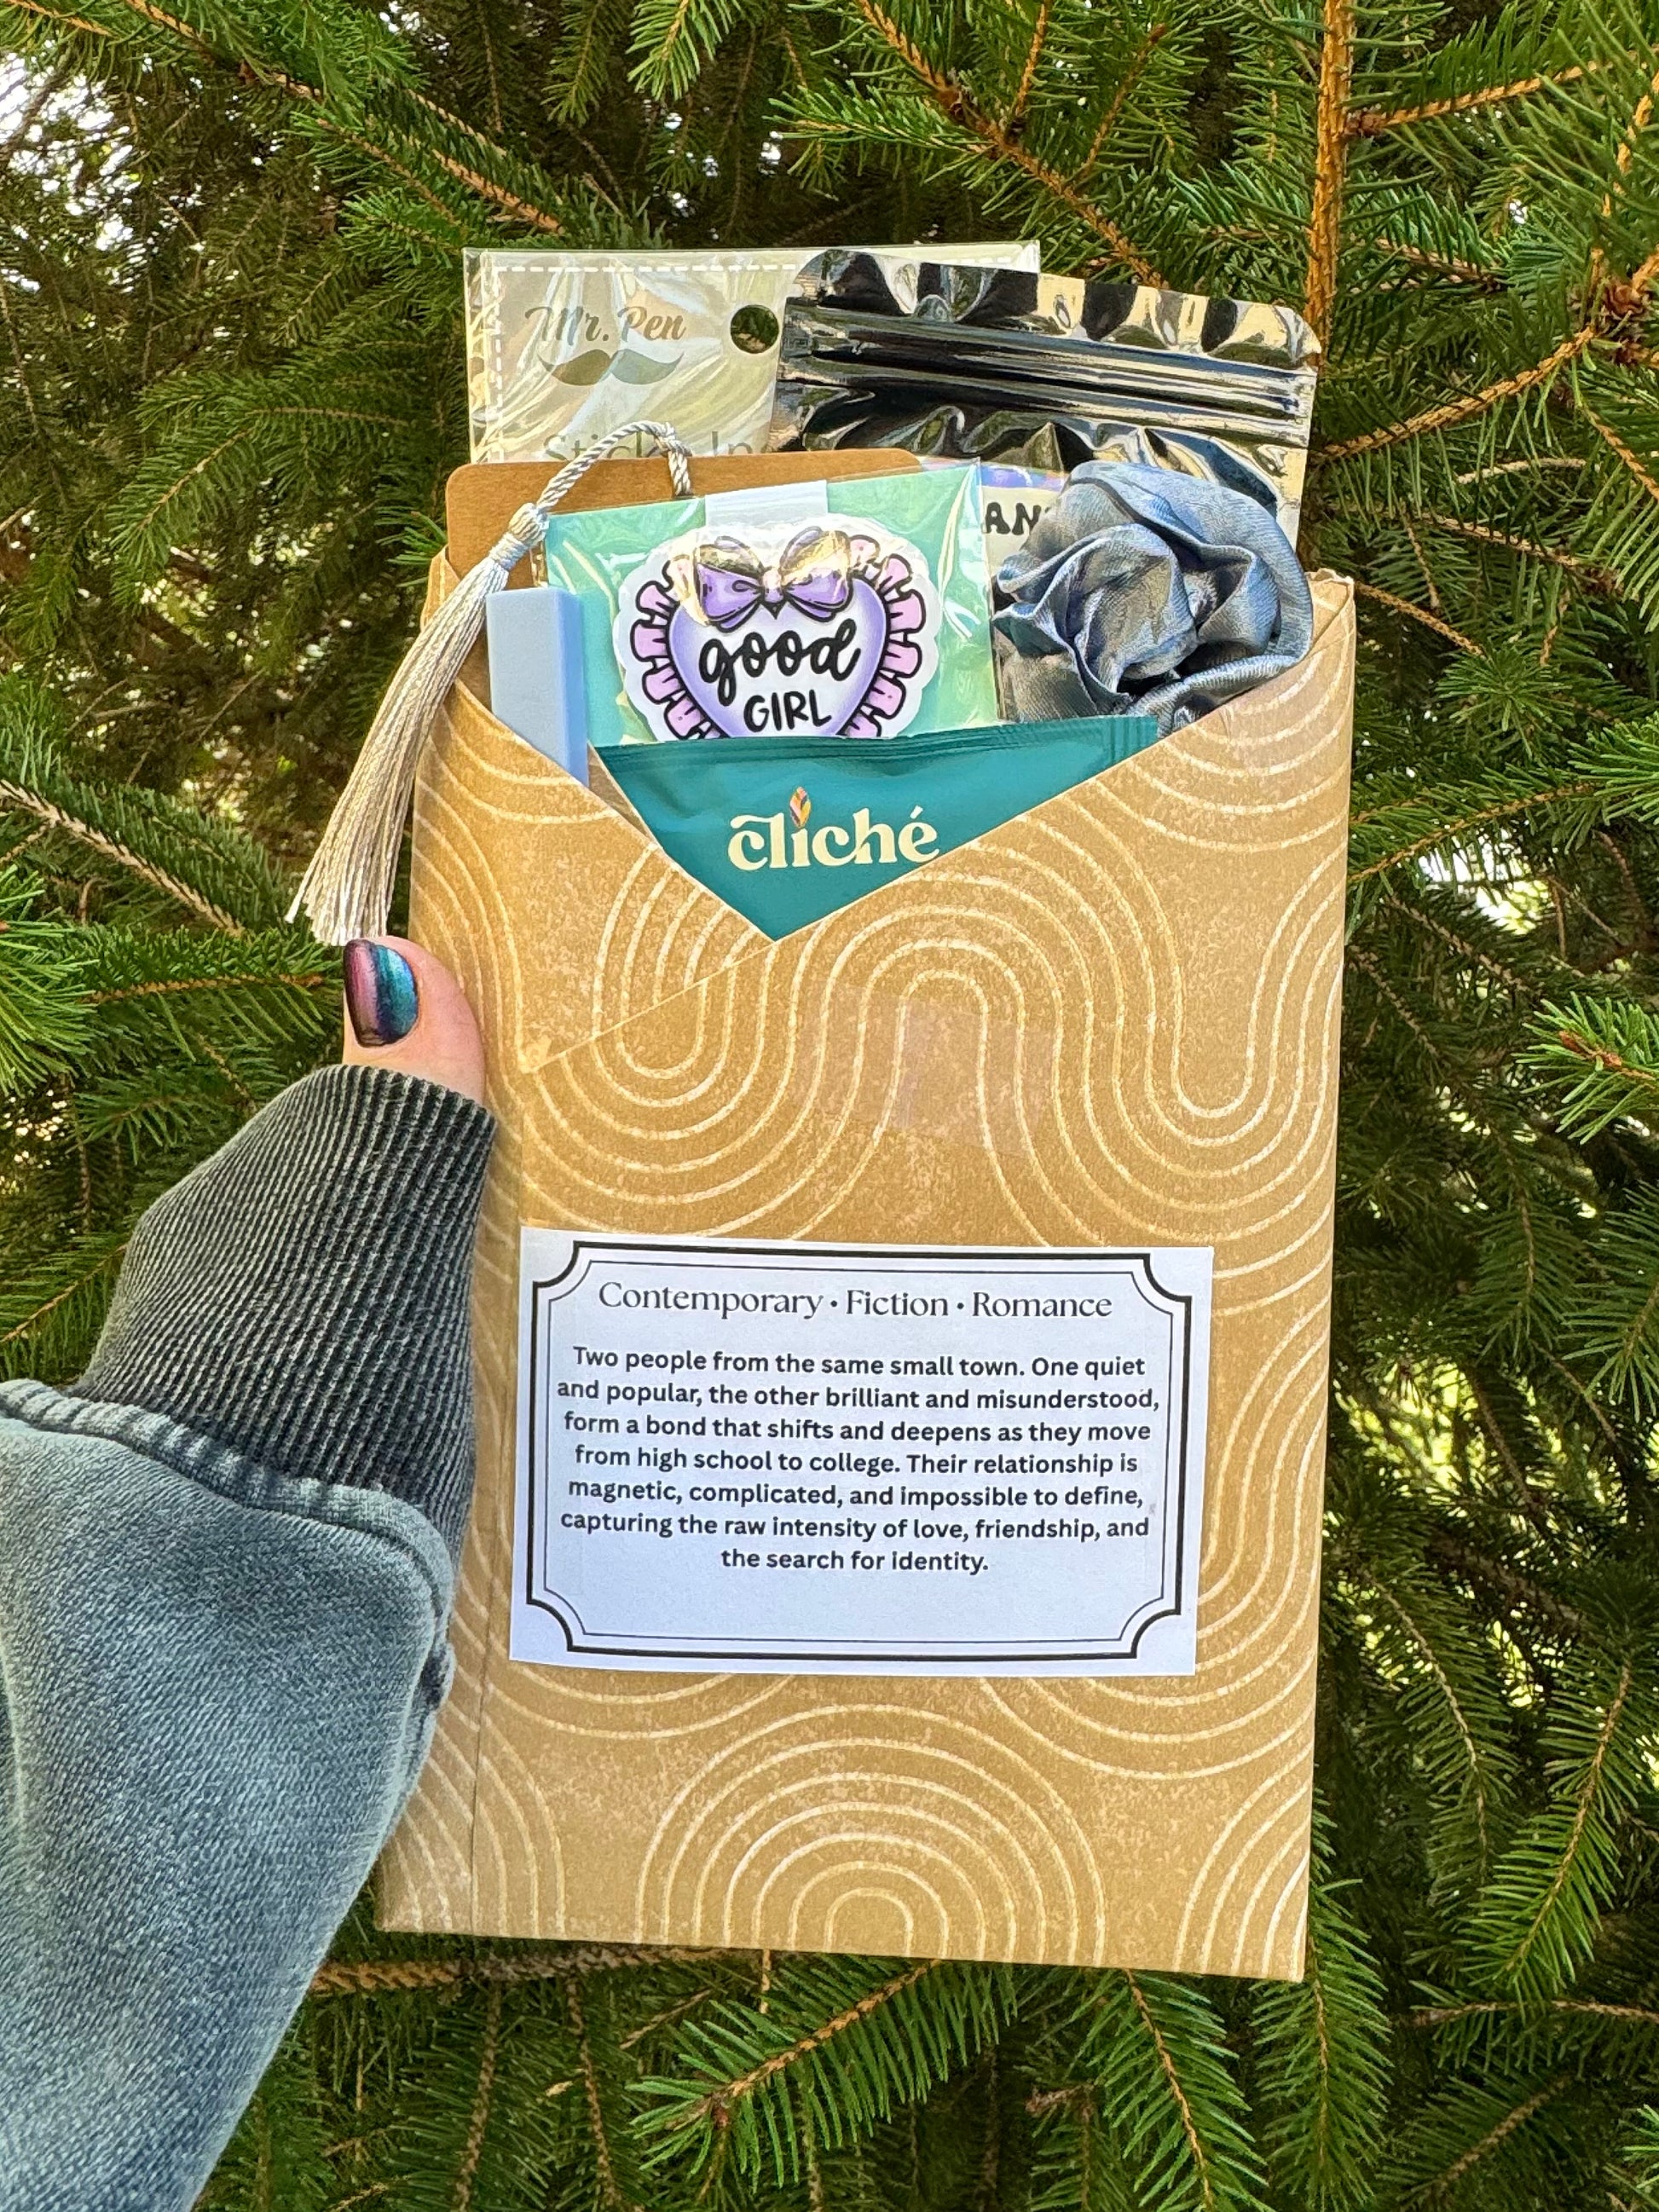 Mr. Pen
good
GIRL
cliché
Contemporary • Fiction • Romance
Two people from the same small town. One quiet
and popular, the other brilliant and misunderstood,
form a bond that shifts and deepens as they move
from high school to college. Their relationship is
magnetic, complicated, and impossible to define,
capturing the raw intensity of love, friendship, and
the search for identity.